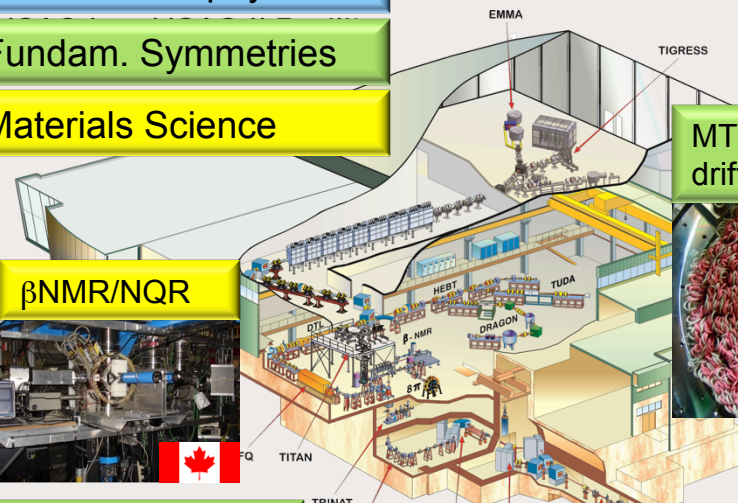 Fundam. Symmetries
Materials Science
EMMA
TIGRESS
βNMR/NQR
HEBT
TUDA
DTL
β-NMR
DRAGON
8π
TITAN
TRINAT
MT
drif
FQ